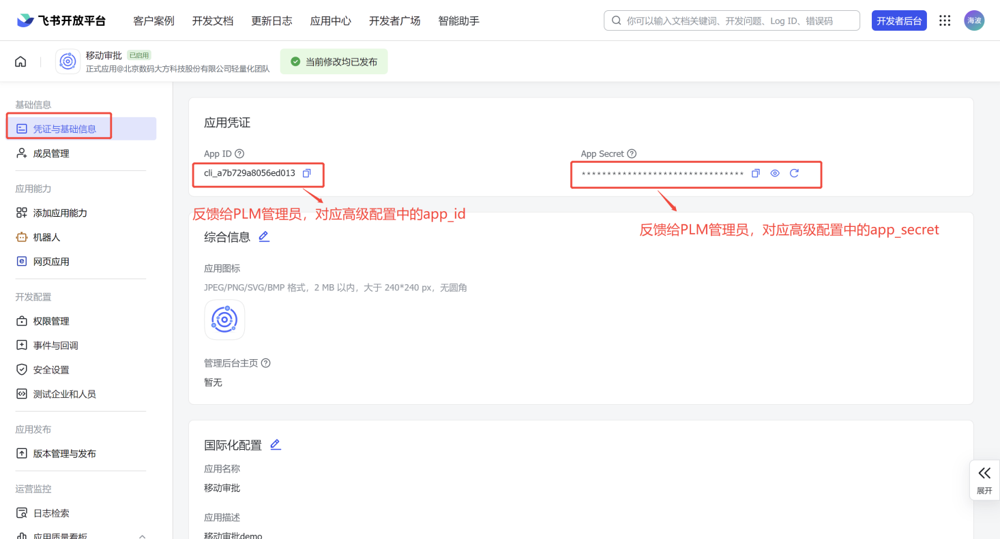 飞书开放平台 客户案例 开发文档 更新日志 应用中心 开发者广场 智能助手 你可以输入文档关键词、开发问题、Log ID、错误码 开发者后台 海波
移动审批 已启用
正式应用@北京数码大方科技股份有限公司轻量化团队
当前修改均已发布
基础信息
凭证与基础信息
成员管理
应用能力
添加应用能力
机器人
网页应用
开发配置
权限管理
事件与回调
安全设置
测试企业和人员
应用发布
版本管理与发布
运营监控
日志检索
应用质量看板
应用凭证
App ID
cli_a7b729a8056ed013
App Secret
********************************
反馈给PLM管理员，对应高级配置中的app_id
反馈给PLM管理员，对应高级配置中的app_secret
综合信息
应用图标
JPEG/PNG/SVG/BMP 格式，2 MB 以内，大于 240*240 px，无圆角
管理后台主页
暂无
国际化配置
应用名称
移动审批
应用描述
移动审批demo
展开